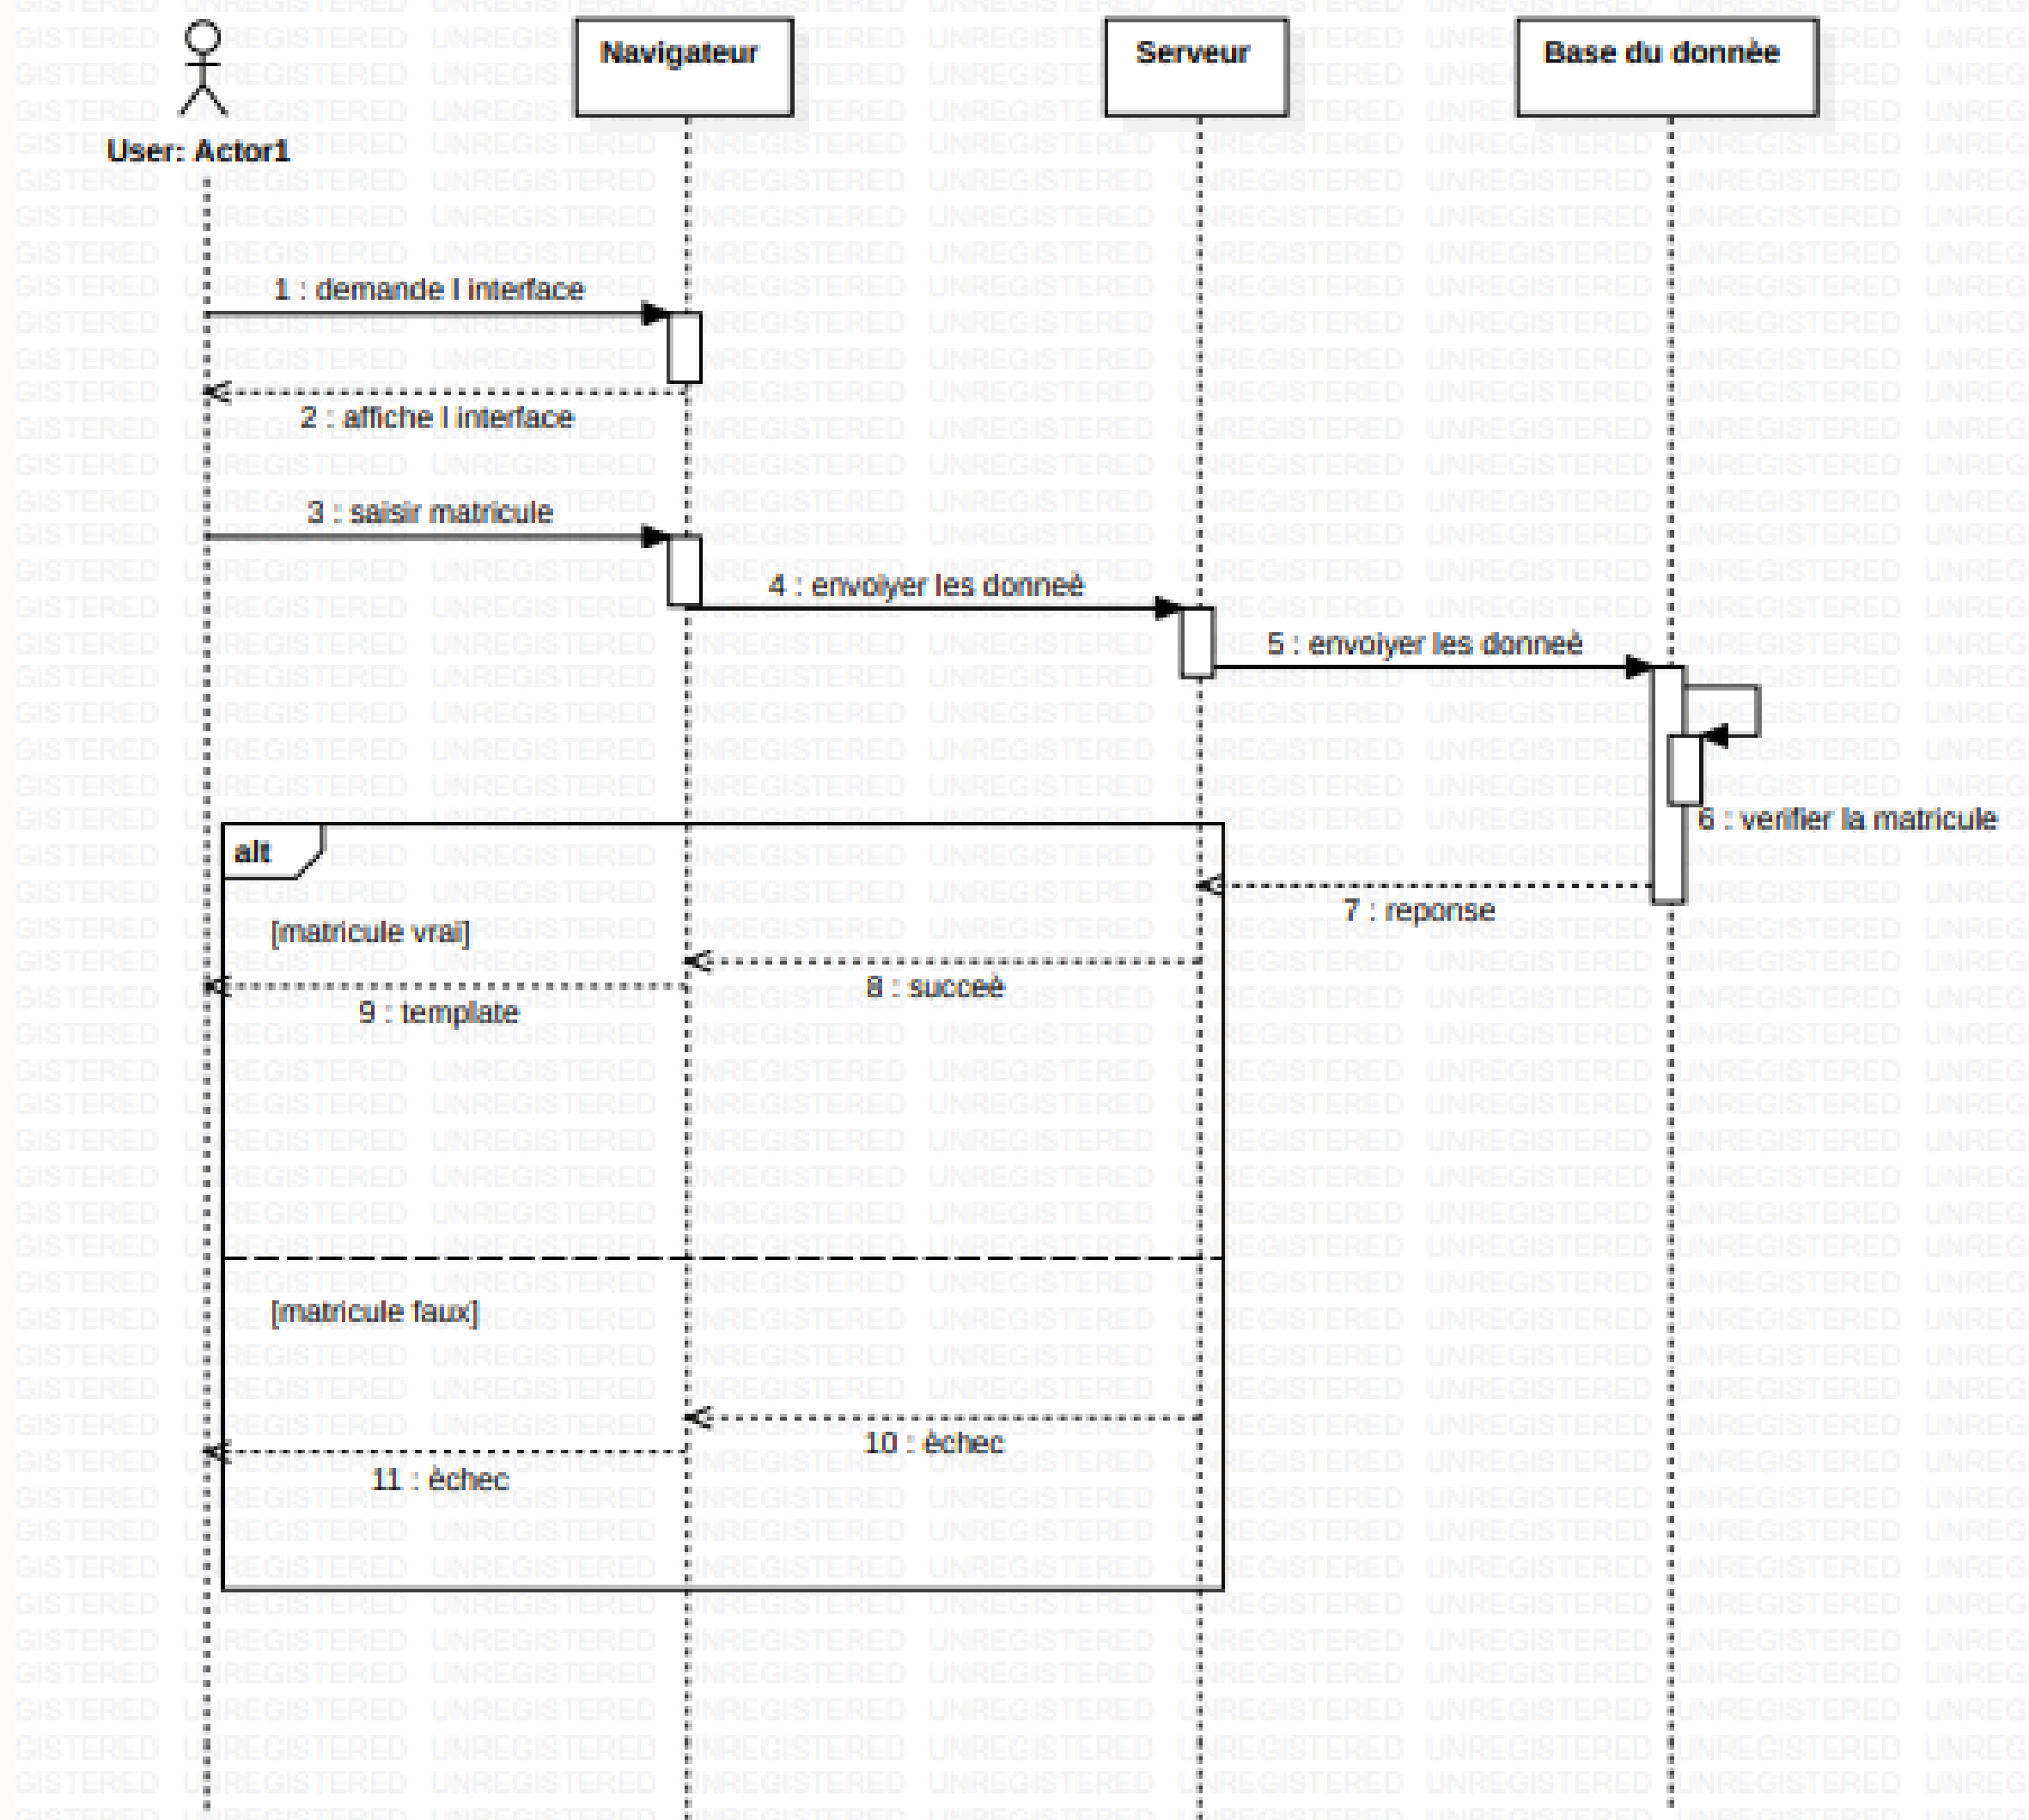 Navigateur
Serveur
Base du donnèe
User: Actor1
1 : demande l interface
2 : affiche l interface
3 : saisir matricule
4 : envoiyer les donneè
5 : envoiyer les donneè
6 : verifier la matricule
alt
7 : reponse
[matricule vrai]
8 : succeè
9 : template
[matricule faux]
10 : èchec
11 : èchec
UNREGISTERED